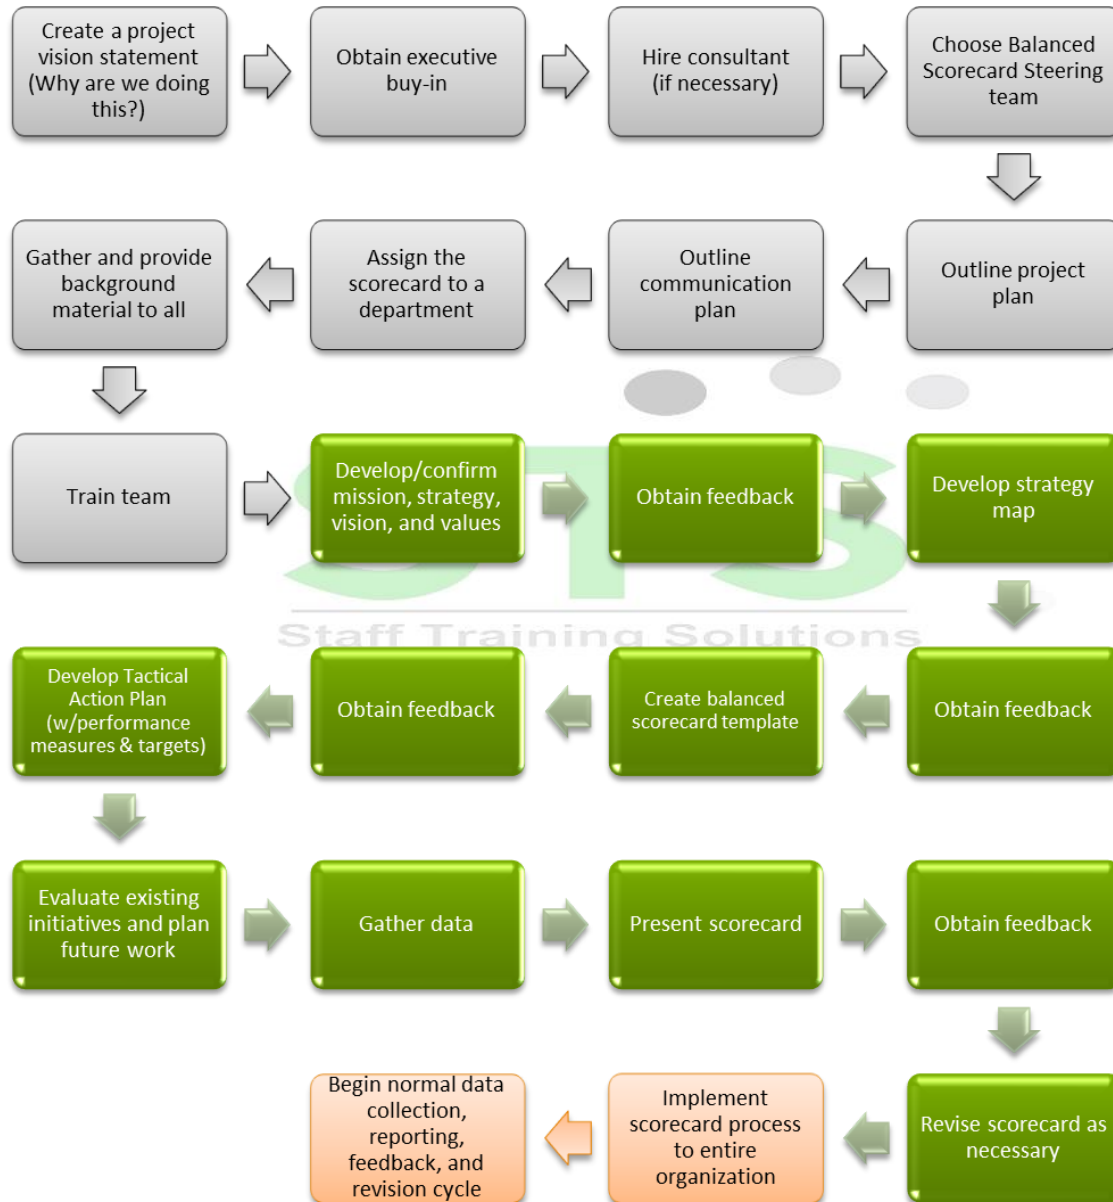 Create a project
vision statement
(Why are we doing
this?)
Obtain executive
buy-in
Hire consultant
(if necessary)
Choose Balanced
Scorecard Steering
team
Outline project
plan
Outline
communication
plan
Assign the
scorecard to a
department
Gather and provide
background
material to all
Train team
Develop/confirm
mission, strategy,
vision, and values
Obtain feedback
Develop strategy
map
STS
Staff Training Solutions
Obtain feedback
Create balanced
scorecard template
Obtain feedback
Develop Tactical
Action Plan
(w/performance
measures & targets)
Evaluate existing
initiatives and plan
future work
Gather data
Present scorecard
Obtain feedback
Revise scorecard as
necessary
Implement
scorecard process
to entire
organization
Begin normal data
collection,
reporting,
feedback, and
revision cycle